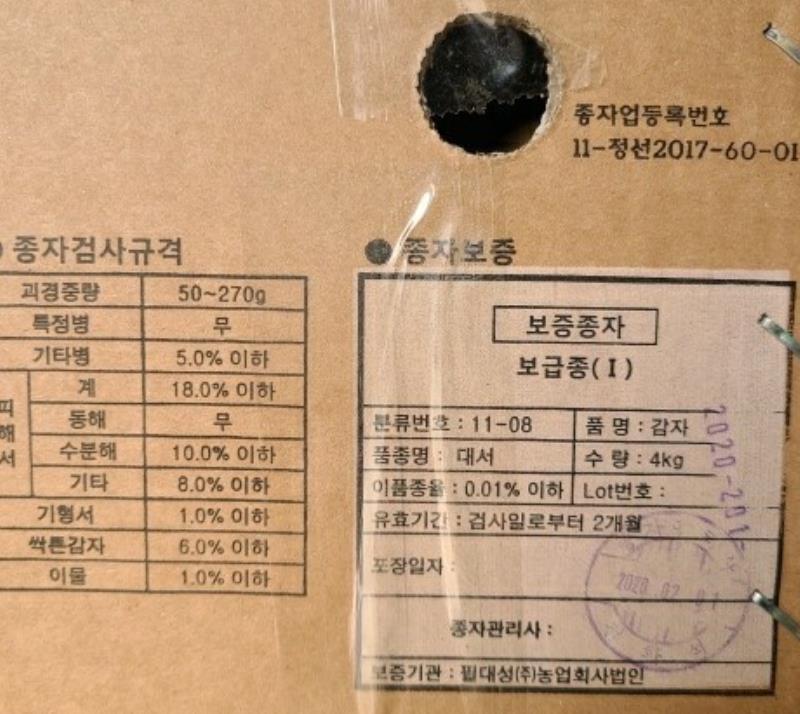 종자업등록번호
11-정선2017-60-01
종자검사규격
괴경중량 50~270g
특정병 무
기타병 5.0% 이하
계 18.0% 이하
동해 무
수분해 10.0% 이하
기타 8.0% 이하
피
해
서
기형서 1.0% 이하
싹튼감자 6.0% 이하
이물 1.0% 이하
종자보증
보증종자
보급종(Ⅰ)
분류번호 : 11-08 품 명 : 감자
품종명 : 대서 수 량 : 4kg
이품종율 : 0.01% 이하 Lot번호 :
유효기간 : 검사일로부터 2개월
포장일자 :
종자관리사 :
보증기관 : 필대성(주)농업회사법인